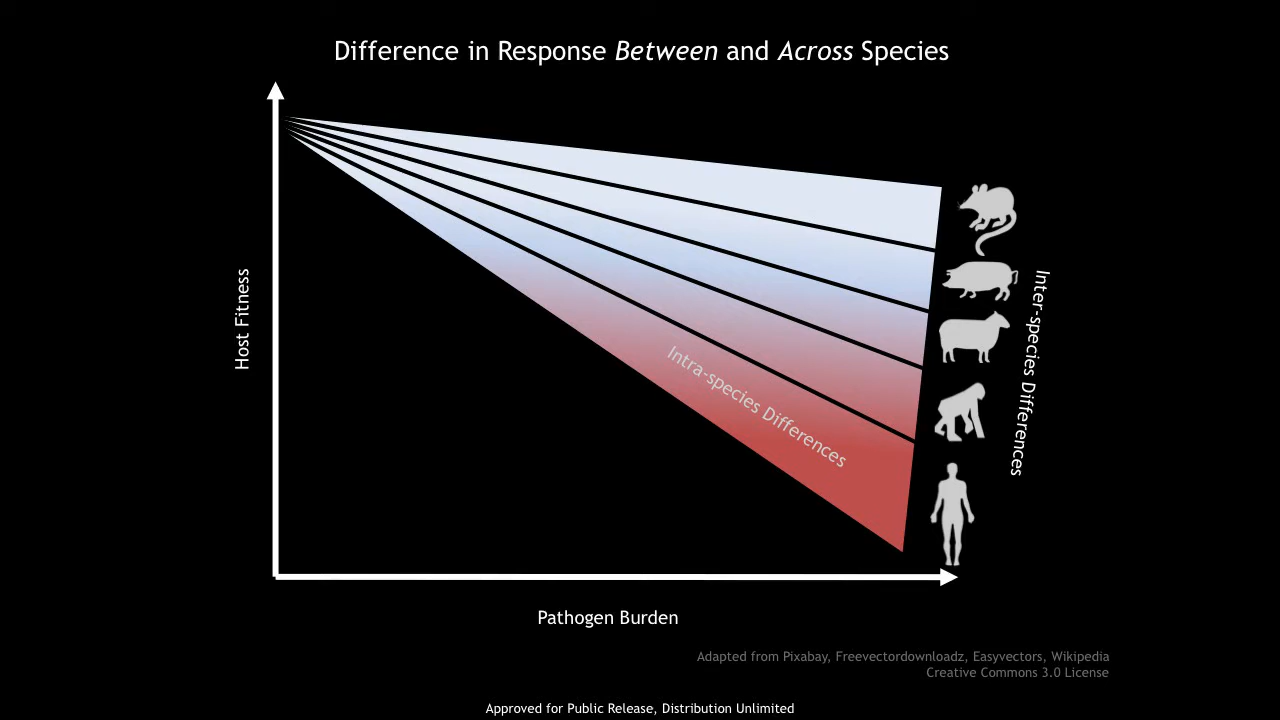 Difference in Response Between and Across Species
Host Fitness
Intra-species Differences
Inter-species Differences
Pathogen Burden
Adapted from Pixabay, Freevectordownloadz, Easyvectors, Wikipedia
Creative Commons 3.0 License
Approved for Public Release, Distribution Unlimited